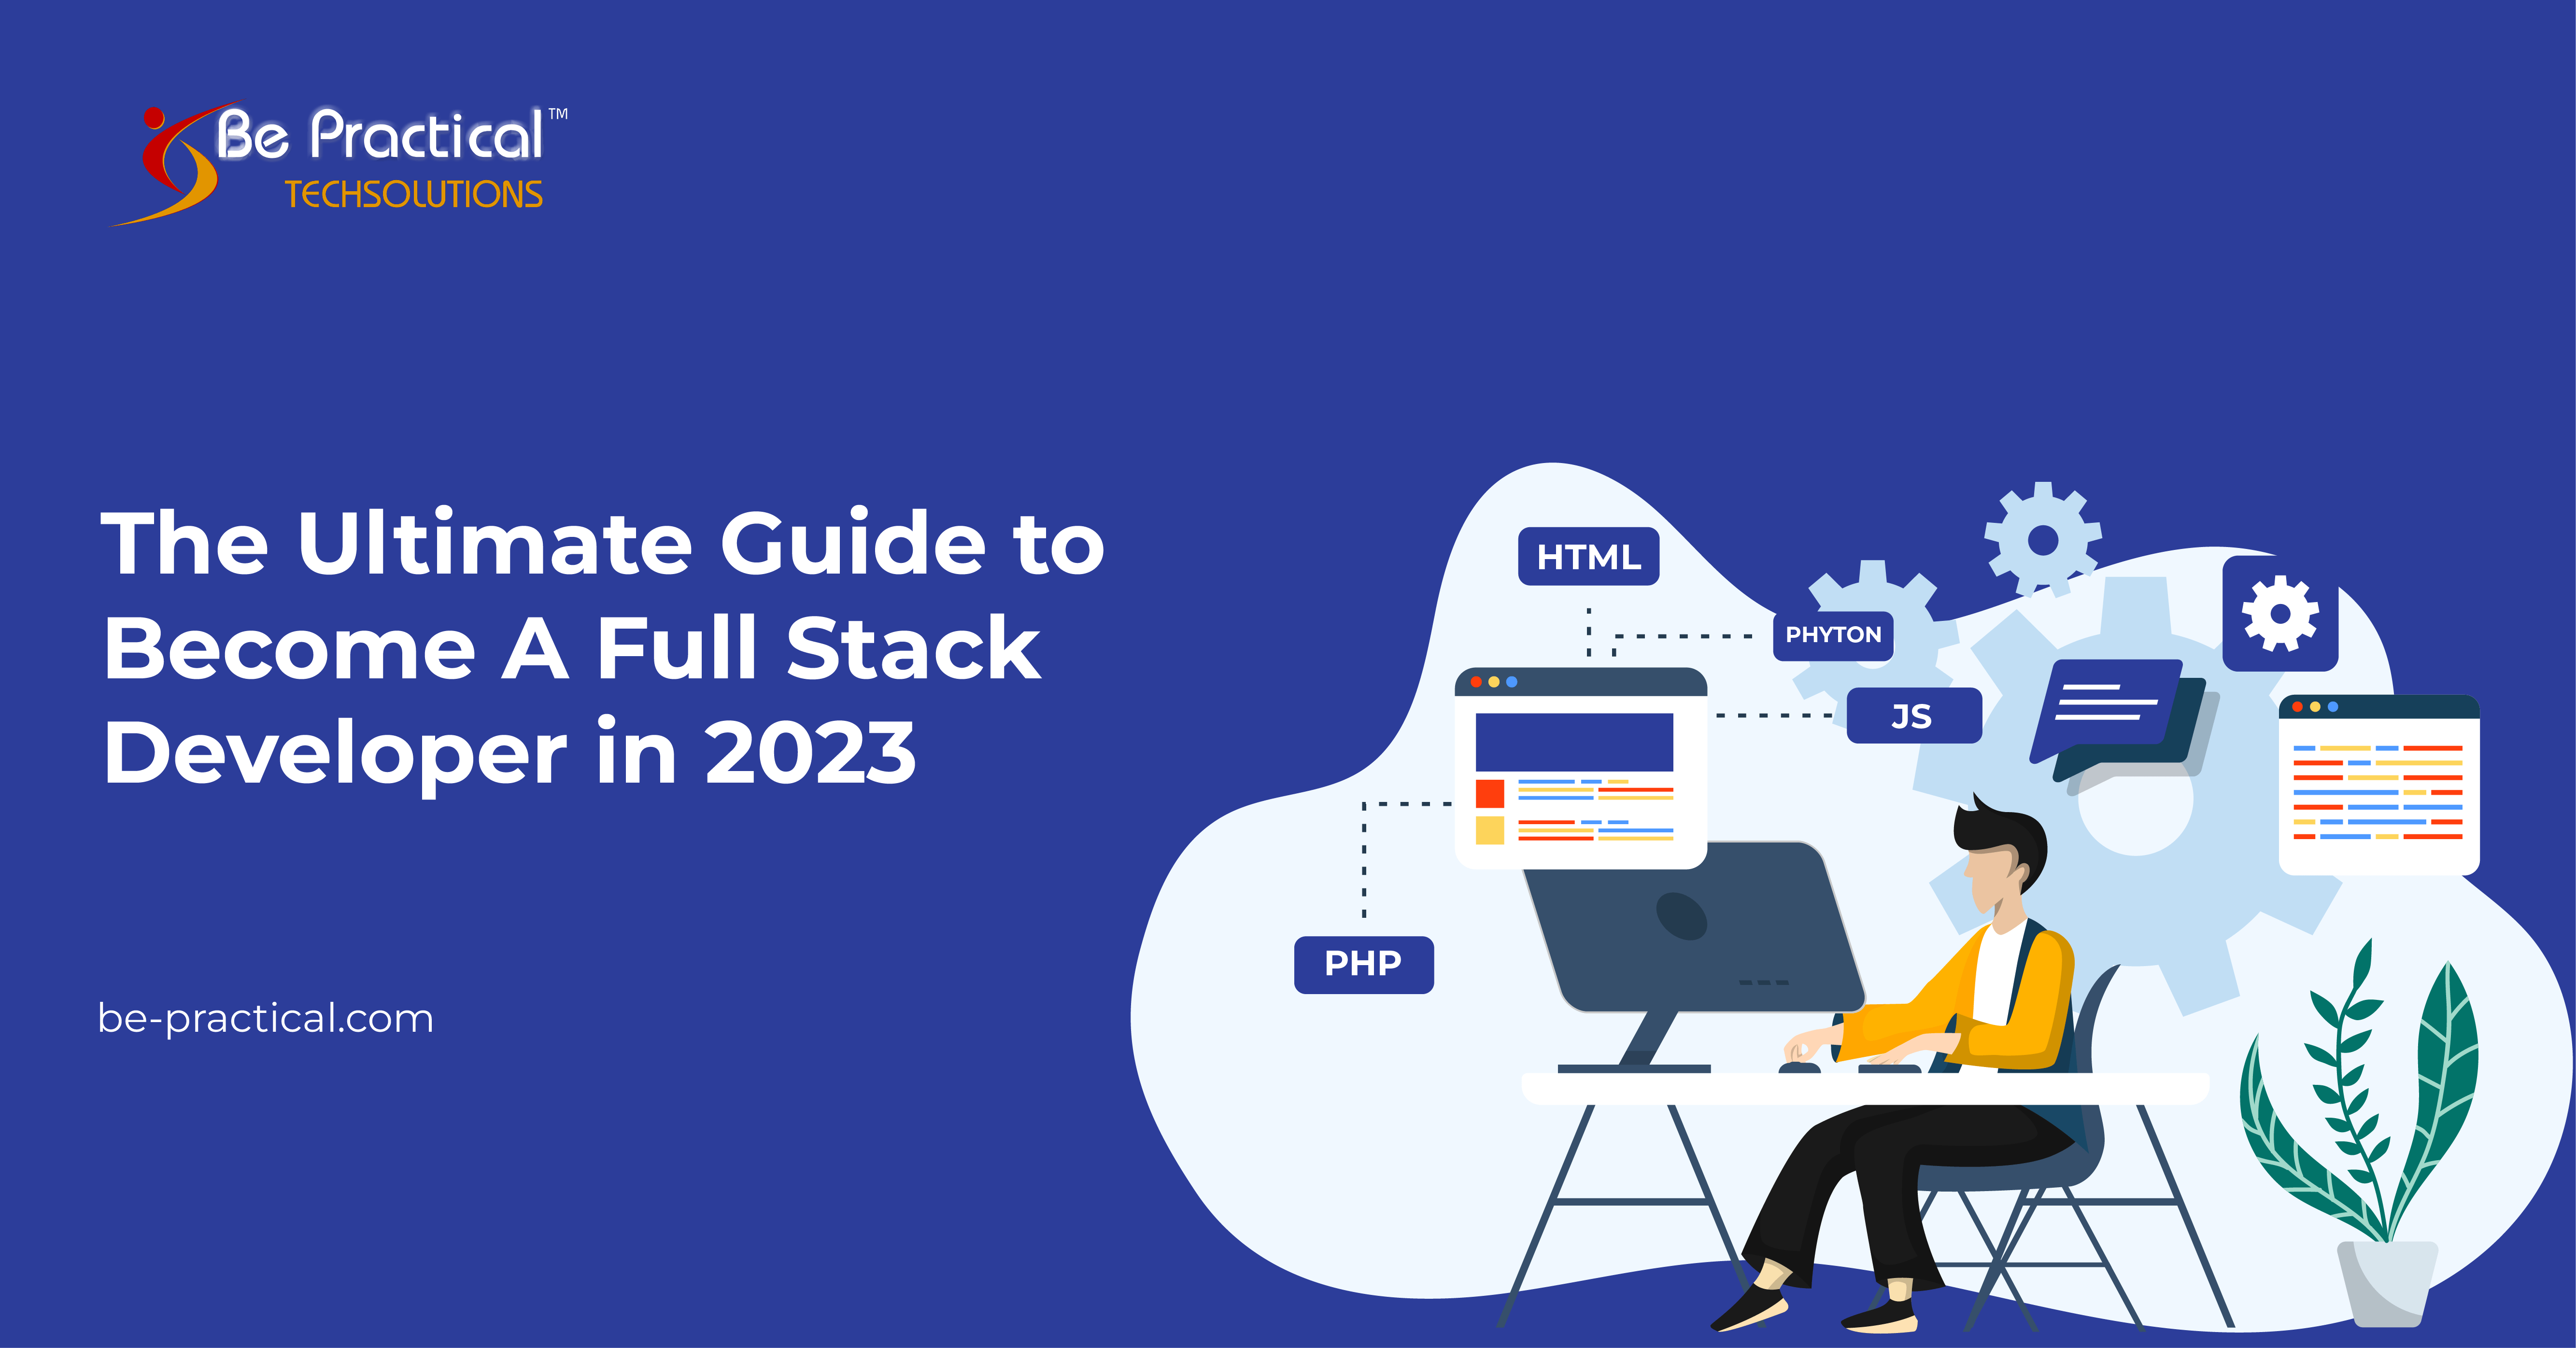 Be Practical™
TECHSOLUTIONS
The Ultimate Guide to
Become A Full Stack
Developer in 2023
be-practical.com
HTML
PHYTON
JS
PHP